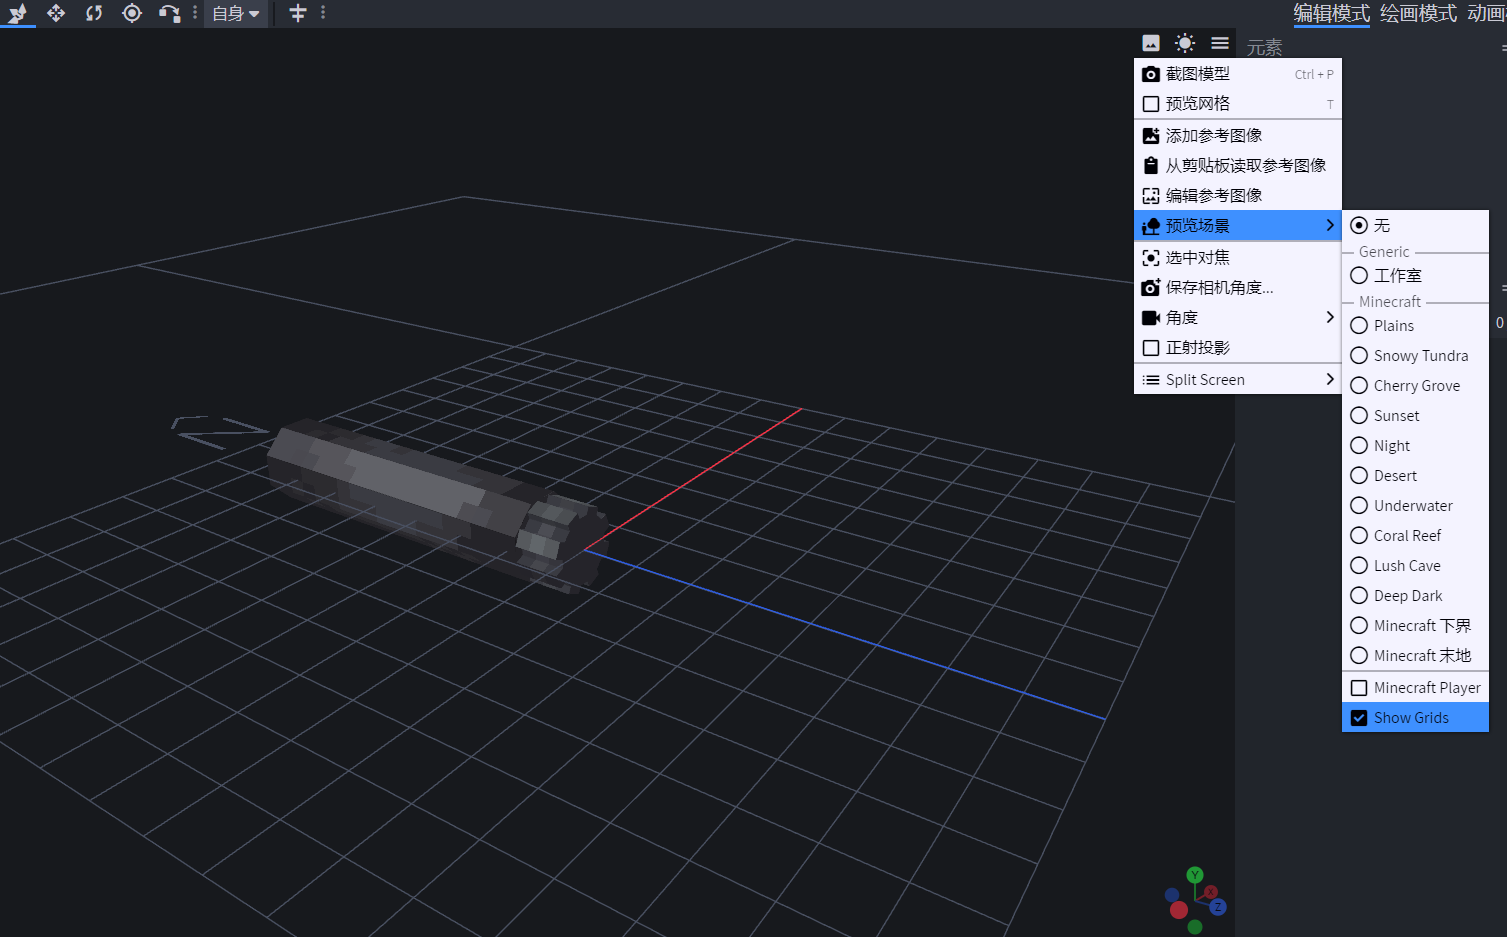 自身
编辑模式 绘画模式 动画
元素
截图模型 Ctrl + P
预览网格 T
添加参考图像
从剪贴板读取参考图像
编辑参考图像
预览场景
选中对焦
保存相机角度...
角度
正射投影
Split Screen
无
Generic
工作室
Minecraft
Plains
Snowy Tundra
Cherry Grove
Sunset
Night
Desert
Underwater
Coral Reef
Lush Cave
Deep Dark
Minecraft 下界
Minecraft 末地
Minecraft Player
Show Grids
0
Y
X
Z